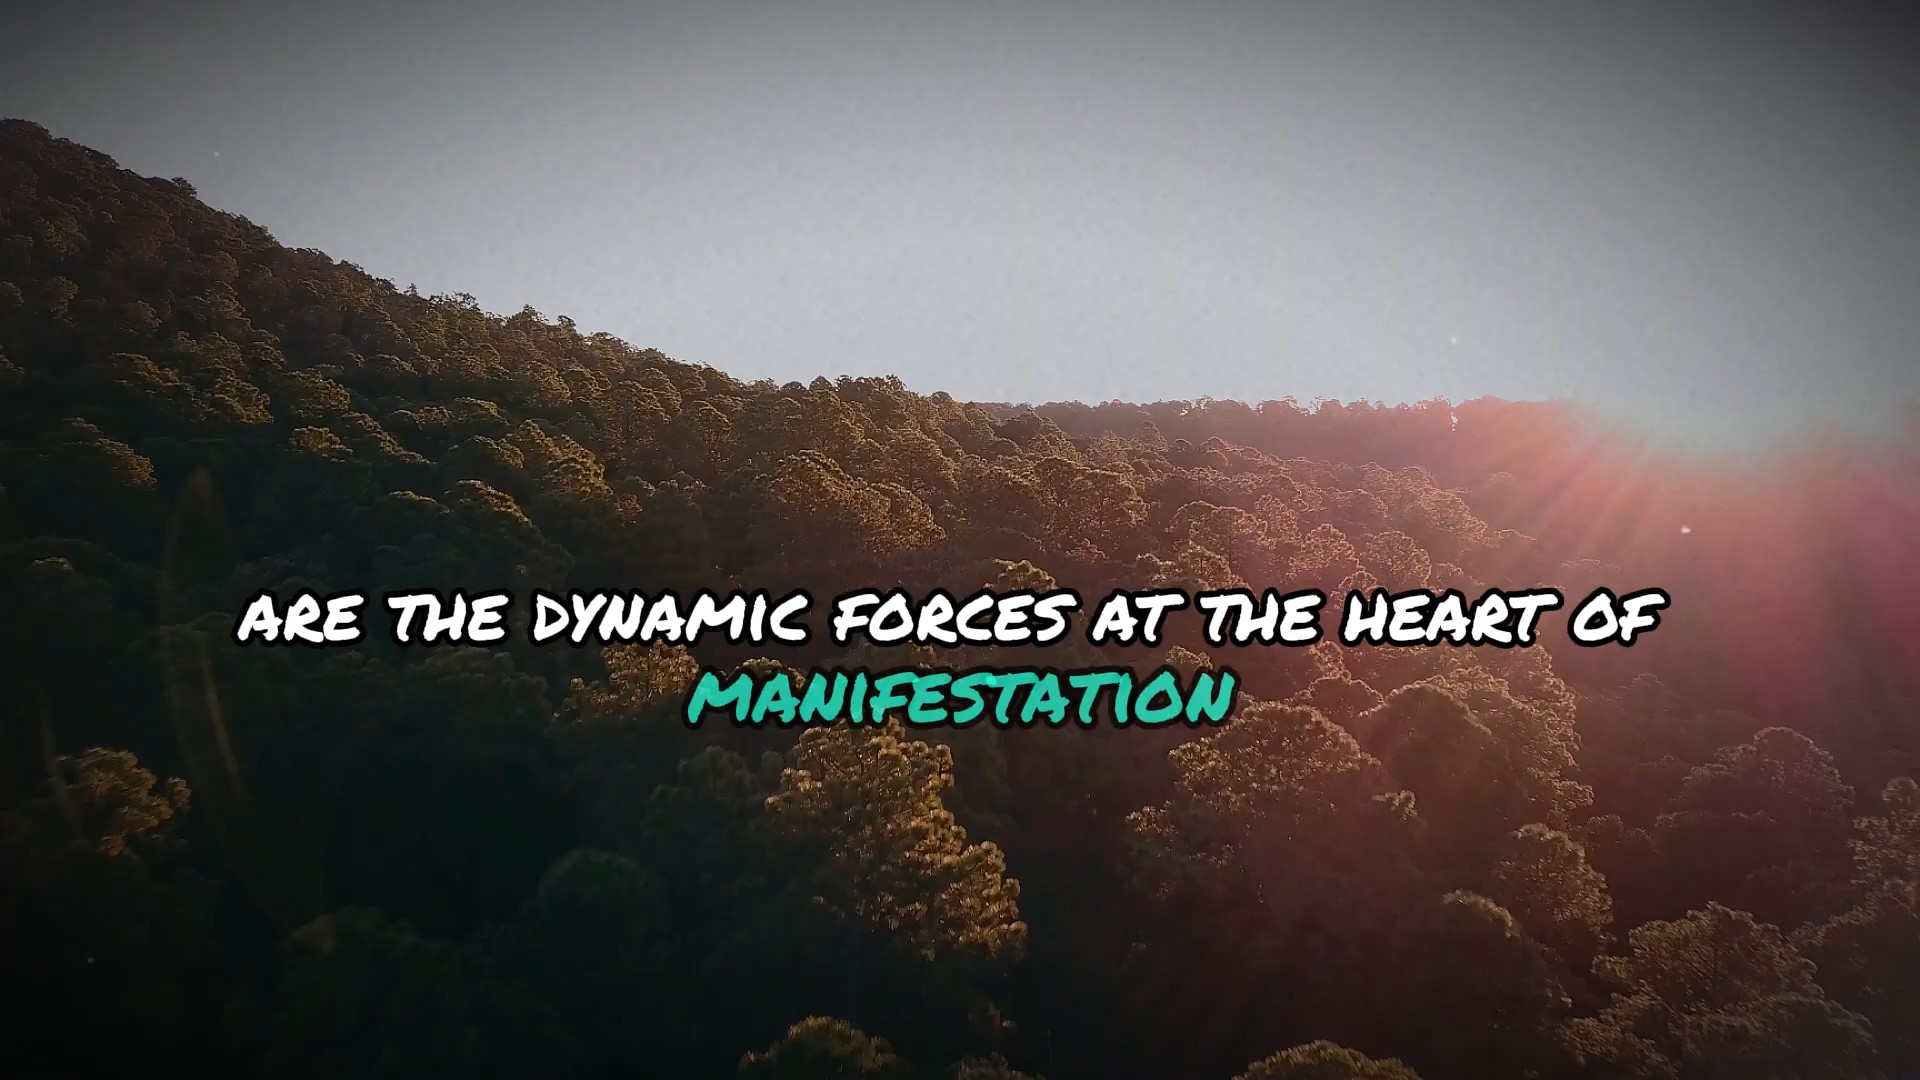 ARE THE DYNAMIC FORCES AT THE HEART OF
MANIFESTATION